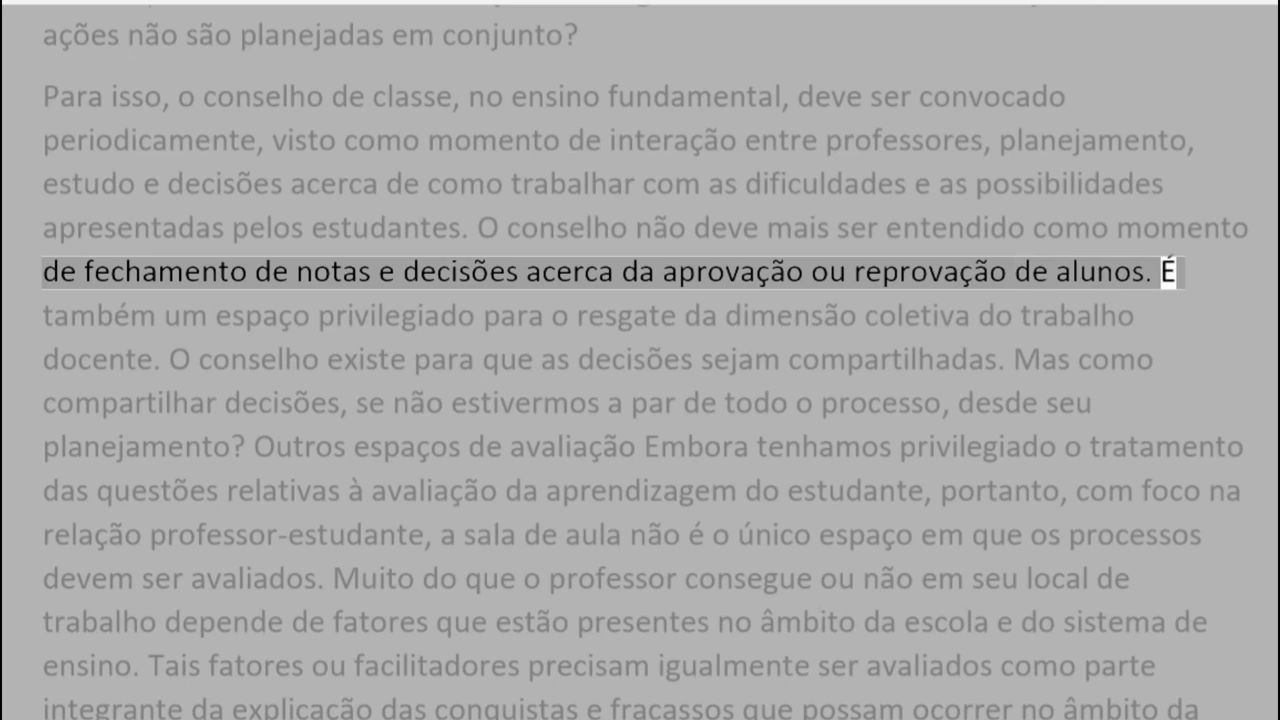 ações não são planejadas em conjunto?
Para isso, o conselho de classe, no ensino fundamental, deve ser convocado
periodicamente, visto como momento de interação entre professores, planejamento,
estudo e decisões acerca de como trabalhar com as dificuldades e as possibilidades
apresentadas pelos estudantes. O conselho não deve mais ser entendido como momento
de fechamento de notas e decisões acerca da aprovação ou reprovação de alunos. É
também um espaço privilegiado para o resgate da dimensão coletiva do trabalho
docente. O conselho existe para que as decisões sejam compartilhadas. Mas como
compartilhar decisões, se não estivermos a par de todo o processo, desde seu
planejamento? Outros espaços de avaliação Embora tenhamos privilegiado o tratamento
das questões relativas à avaliação da aprendizagem do estudante, portanto, com foco na
relação professor-estudante, a sala de aula não é o único espaço em que os processos
devem ser avaliados. Muito do que o professor consegue ou não em seu local de
trabalho depende de fatores que estão presentes no âmbito da escola e do sistema de
ensino. Tais fatores ou facilitadores precisam igualmente ser avaliados como parte
integrante da explicação das conquistas e fracassos que possam ocorrer no âmbito da